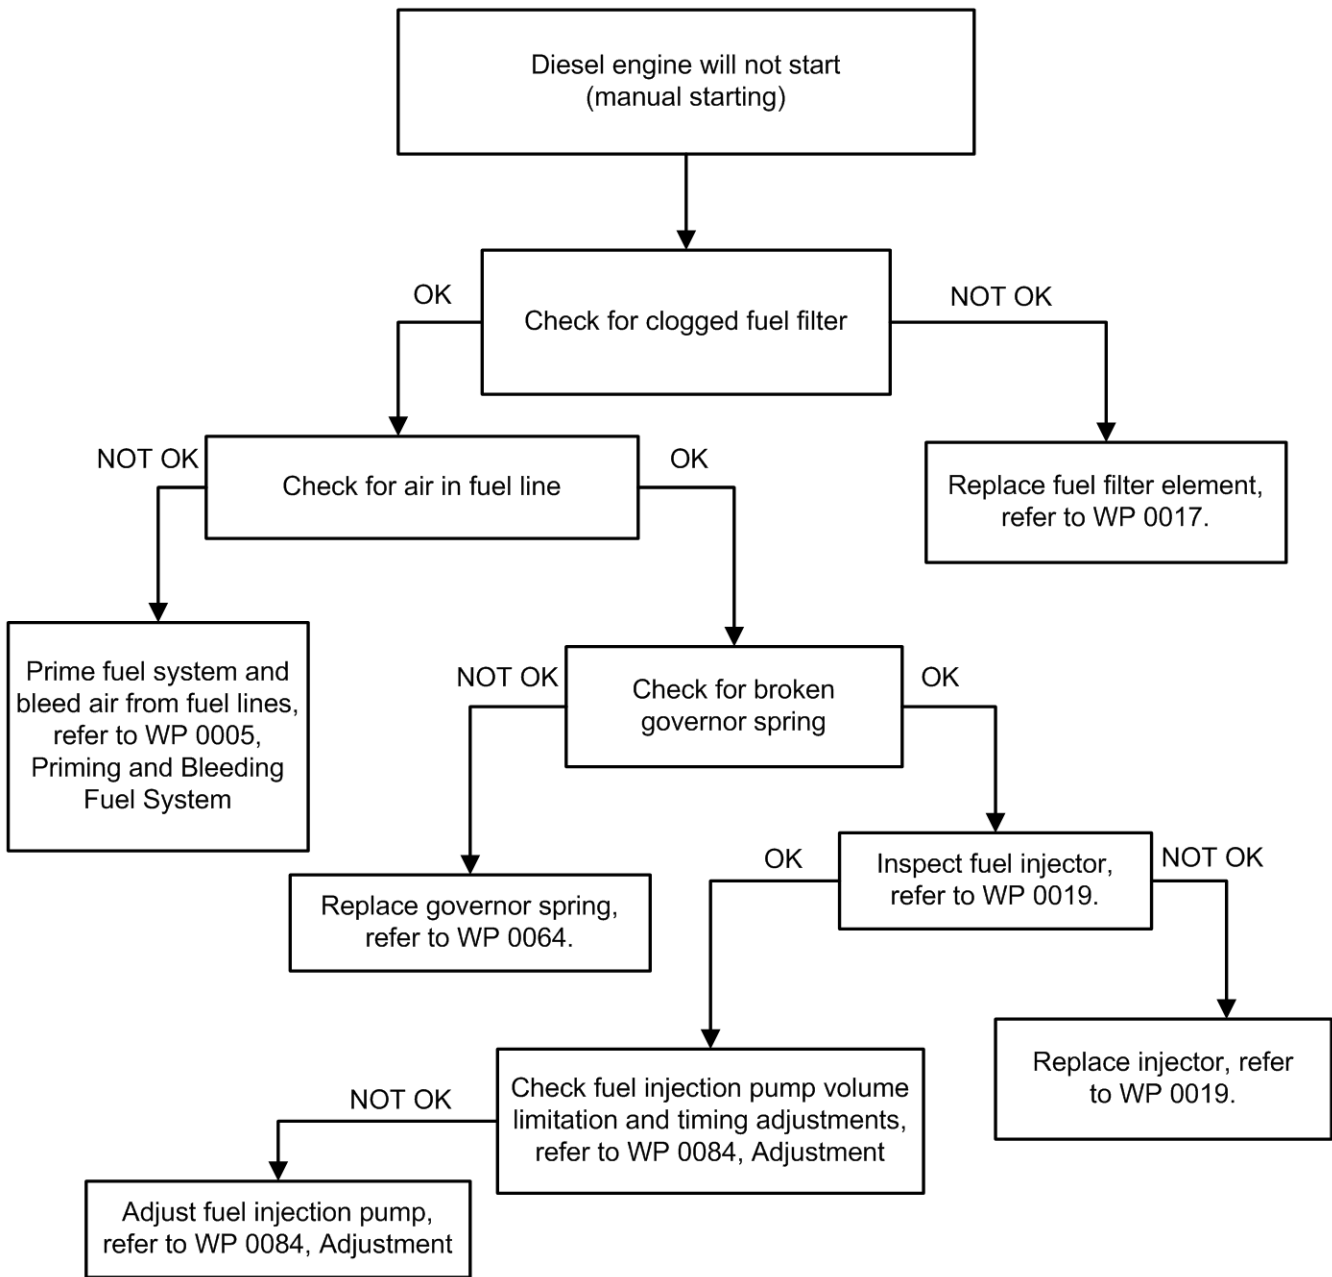 Diesel engine will not start
(manual starting)
OK
NOT OK
Check for clogged fuel filter
NOT OK
OK
Check for air in fuel line
Replace fuel filter element,
refer to WP 0017.
Prime fuel system and
bleed air from fuel lines,
refer to WP 0005,
Priming and Bleeding
Fuel System
NOT OK
OK
Check for broken
governor spring
OK
NOT OK
Inspect fuel injector,
refer to WP 0019.
Replace governor spring,
refer to WP 0064.
Replace injector, refer
to WP 0019.
NOT OK
Check fuel injection pump volume
limitation and timing adjustments,
refer to WP 0084, Adjustment
Adjust fuel injection pump,
refer to WP 0084, Adjustment